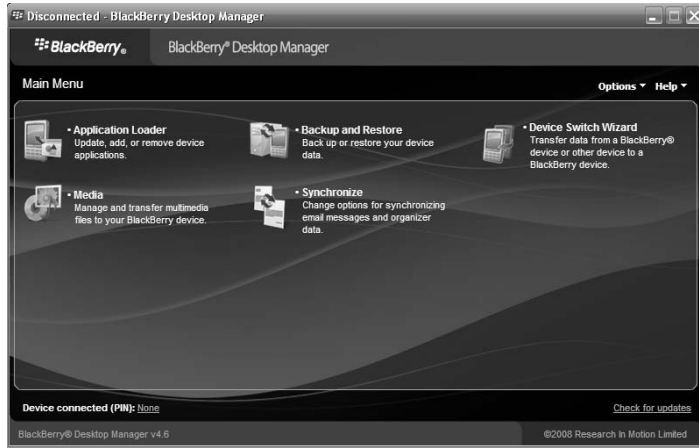 Disconnected - BlackBerry Desktop Manager
BlackBerry®
BlackBerry® Desktop Manager
Main Menu
Options
Help
• Application Loader
Update, add, or remove device
applications.
• Backup and Restore
Back up or restore your device
data.
• Device Switch Wizard
Transfer data from a BlackBerry®
device or other device to a
BlackBerry device.
• Media
Manage and transfer multimedia
files to your BlackBerry device.
• Synchronize
Change options for synchronizing
email messages and organizer
data.
Device connected (PIN): None
Check for updates
BlackBerry® Desktop Manager v4.6
©2008 Research In Motion Limited